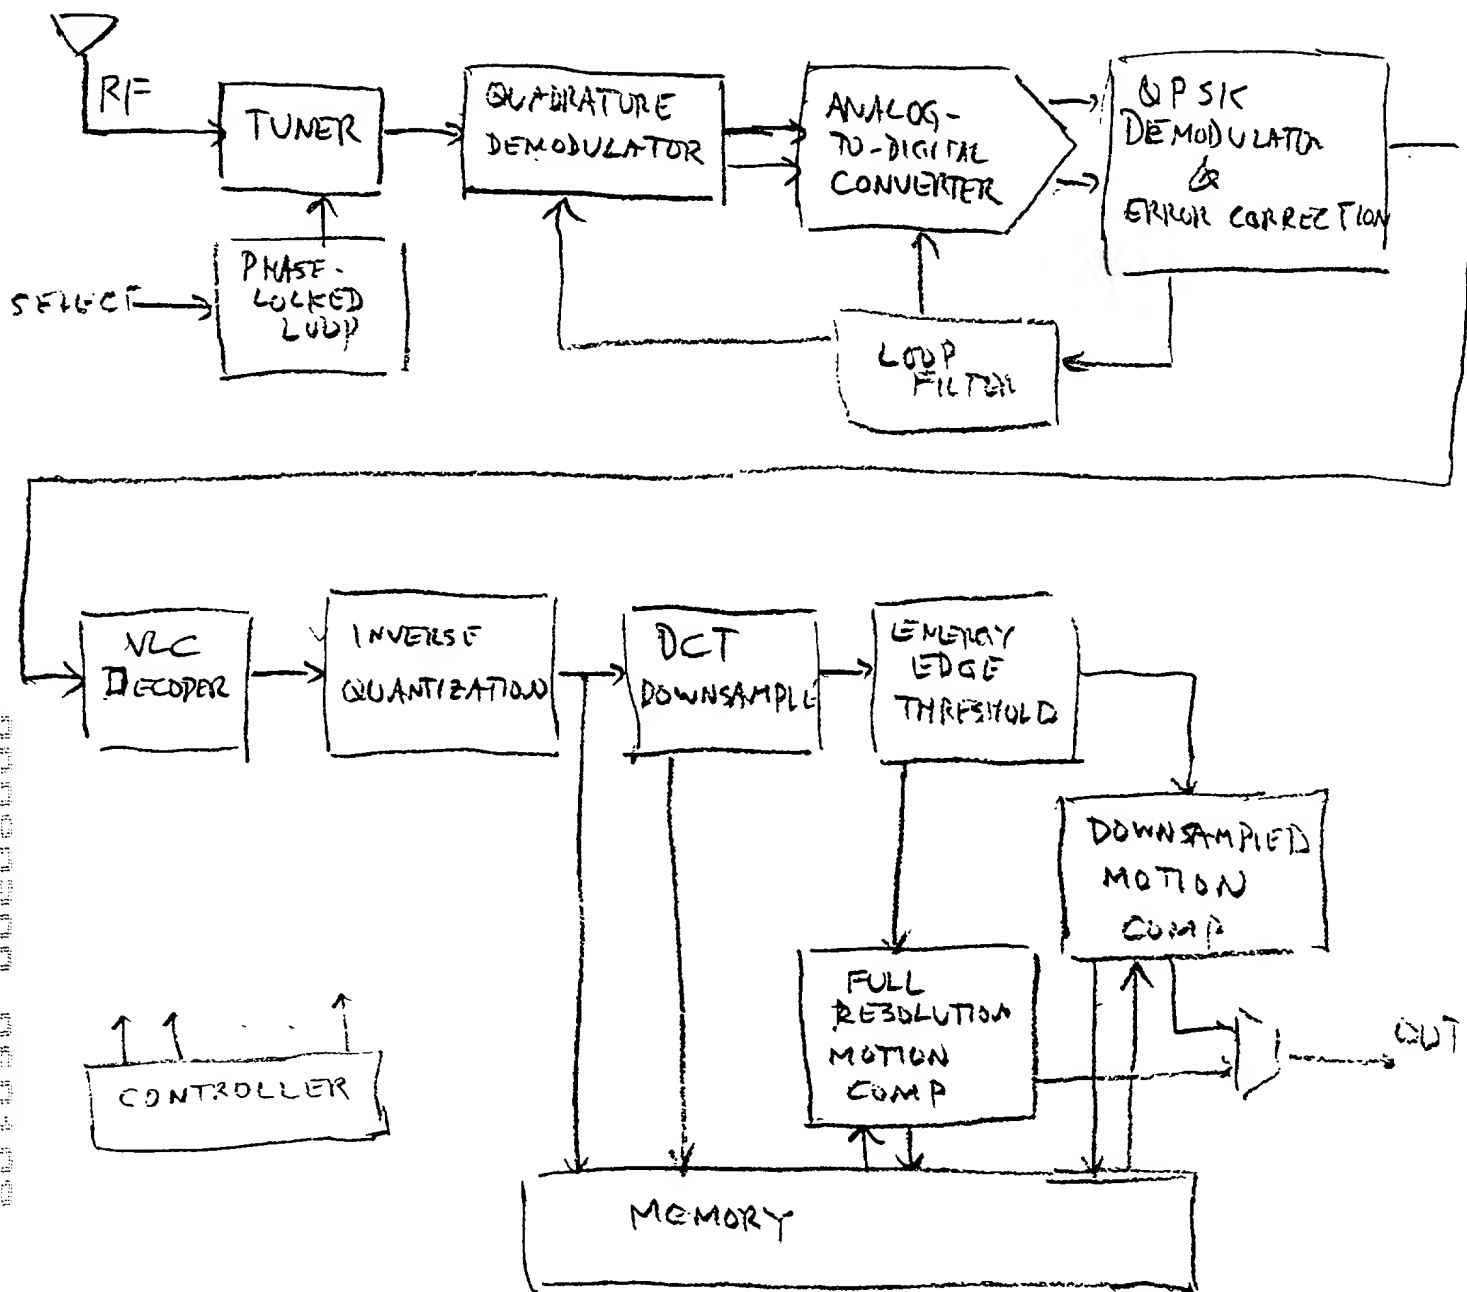 RF
TUNER
QUADRATURE
DEMODULATOR
ANALOG-
TO-DIGITAL
CONVERTER
QPSK
DEMODULATOR
&
ERROR CORRECTION
SELECT
PHASE-
LOCKED
LOOP
LOOP
FILTER
VLC
DECODER
INVERSE
QUANTIZATION
DCT
DOWNSAMPLE
ENERGY
EDGE
THRESHOLD
DOWNSAMPLED
MOTION
COMP
FULL
RESOLUTION
MOTION
COMP
OUT
CONTROLLER
MEMORY